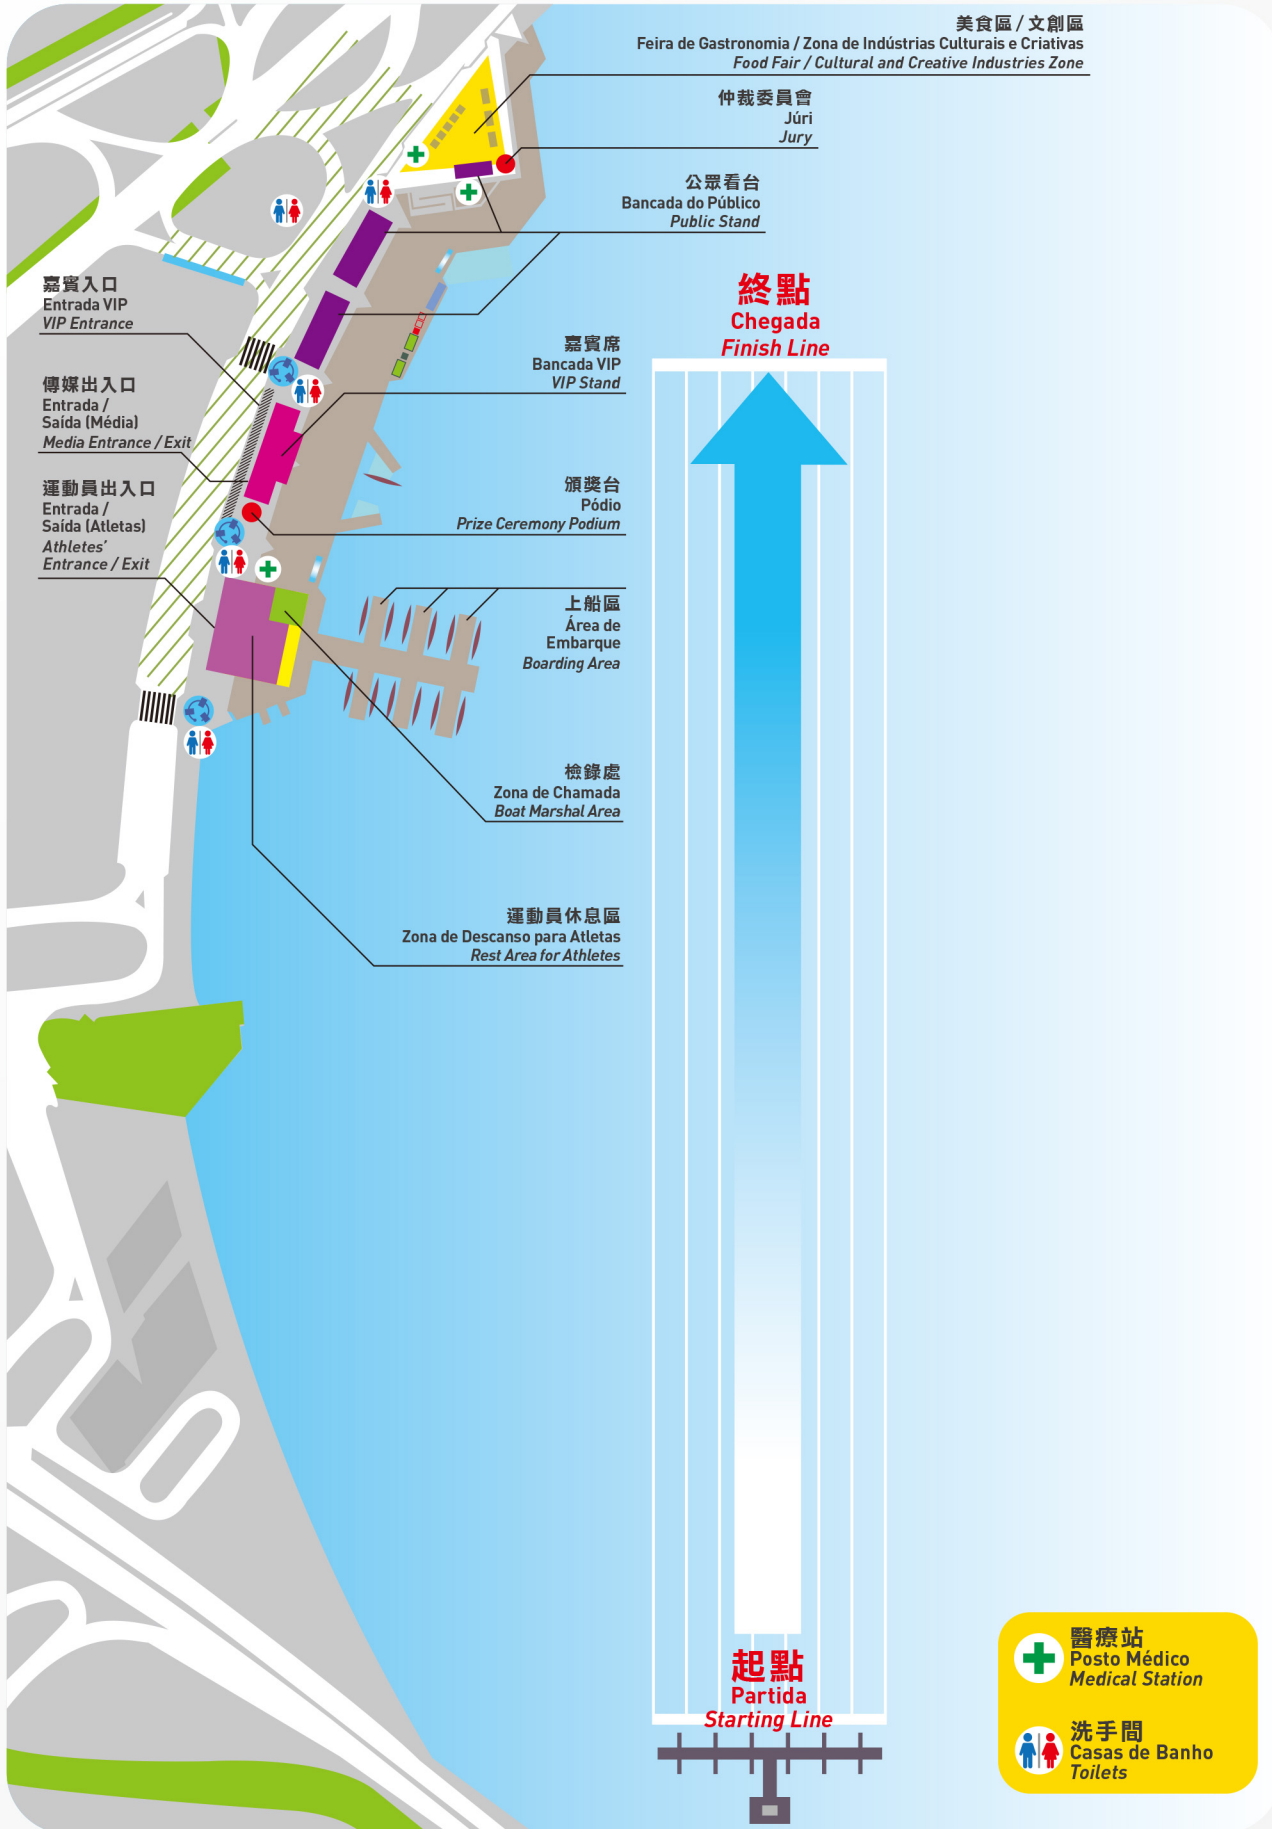 美食區 / 文創區
Feira de Gastronomia / Zona de Indústrias Culturais e Criativas
Food Fair / Cultural and Creative Industries Zone
仲裁委員會
Júri
Jury
公眾看台
Bancada do Público
Public Stand
嘉賓入口
Entrada VIP
VIP Entrance
終點
Chegada
Finish Line
嘉賓席
Bancada VIP
VIP Stand
傳媒出入口
Entrada /
Saída (Média)
Media Entrance / Exit
運動員出入口
Entrada /
Saída (Atletas)
Athletes'
Entrance / Exit
頒獎台
Pódio
Prize Ceremony Podium
上船區
Área de
Embarque
Boarding Area
檢錄處
Zona de Chamada
Boat Marshal Area
運動員休息區
Zona de Descanso para Atletas
Rest Area for Athletes
起點
Partida
Starting Line
醫療站
Posto Médico
Medical Station
洗手間
Casas de Banho
Toilets